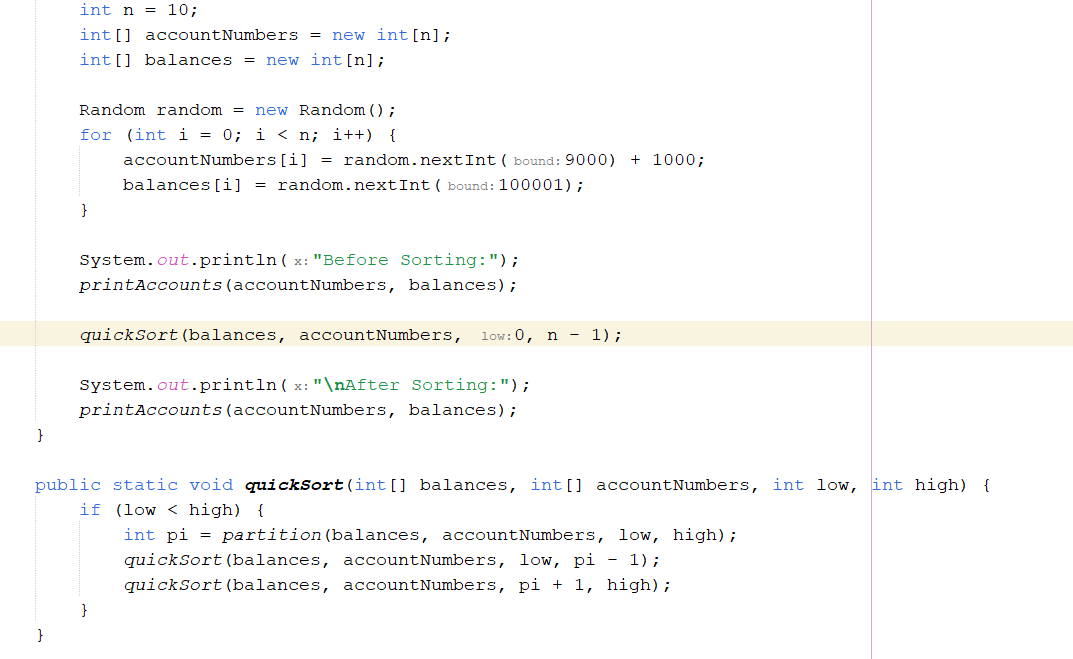 int n = 10;
int[] accountNumbers = new int[n];
int[] balances = new int[n];
Random random = new Random();
for (int i = 0; i < n; i++) {
accountNumbers[i] = random.nextInt( bound: 9000) + 1000;
balances[i] = random.nextInt( bound: 100001);
}
System.out.println( x: "Before Sorting:");
printAccounts(accountNumbers, balances);
quickSort(balances, accountNumbers, low: 0, n - 1);
System.out.println( x: "\nAfter Sorting:");
printAccounts(accountNumbers, balances);
}
public static void quickSort(int[] balances, int[] accountNumbers, int low, int high) {
if (low < high) {
int pi = partition(balances, accountNumbers, low, high);
quickSort(balances, accountNumbers, low, pi - 1);
quickSort(balances, accountNumbers, pi + 1, high);
}
}